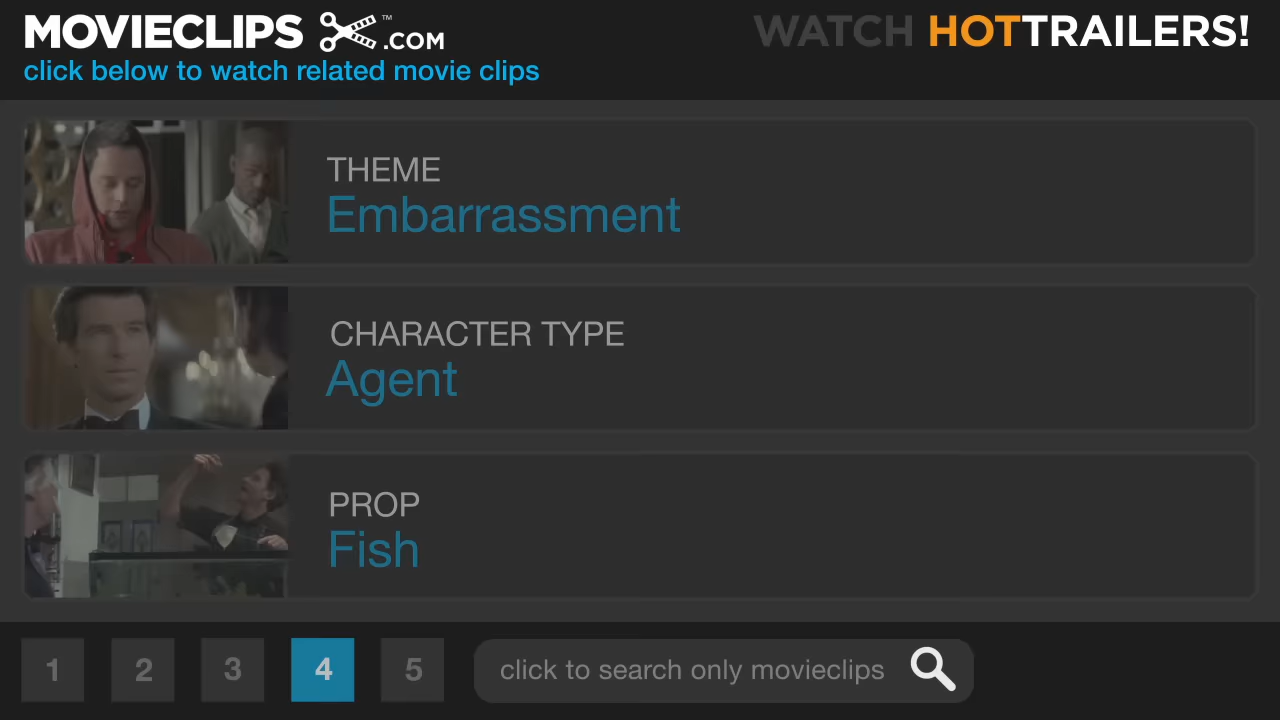 MOVIECLIPS ™ .COM
WATCH HOTTRAILERS!
click below to watch related movie clips
THEME
Embarrassment
CHARACTER TYPE
Agent
PROP
Fish
1 2 3 4 5
click to search only movieclips